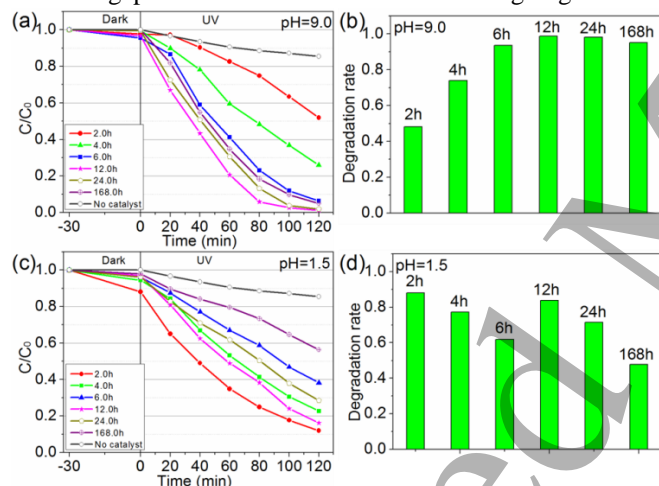 (a)
Dark
UV
pH=9.0
C/C0
1.0
0.8
0.6
0.4
0.2
0.0
2.0h
4.0h
6.0h
12.0h
24.0h
168.0h
No catalyst
-30
0
20
40
60
80
100
120
Time (min)
(b)
pH=9.0
Degradation rate
1.0
0.8
0.6
0.4
0.2
0.0
2h
4h
6h
12h
24h
168h
(c)
Dark
UV
pH=1.5
C/C0
1.0
0.8
0.6
0.4
0.2
0.0
2.0h
4.0h
6.0h
12.0h
24.0h
168.0h
No catalyst
-30
0
20
40
60
80
100
120
Time (min)
(d)
pH=1.5
Degradation rate
1.0
0.8
0.6
0.4
0.2
0.0
2h
4h
6h
12h
24h
168h